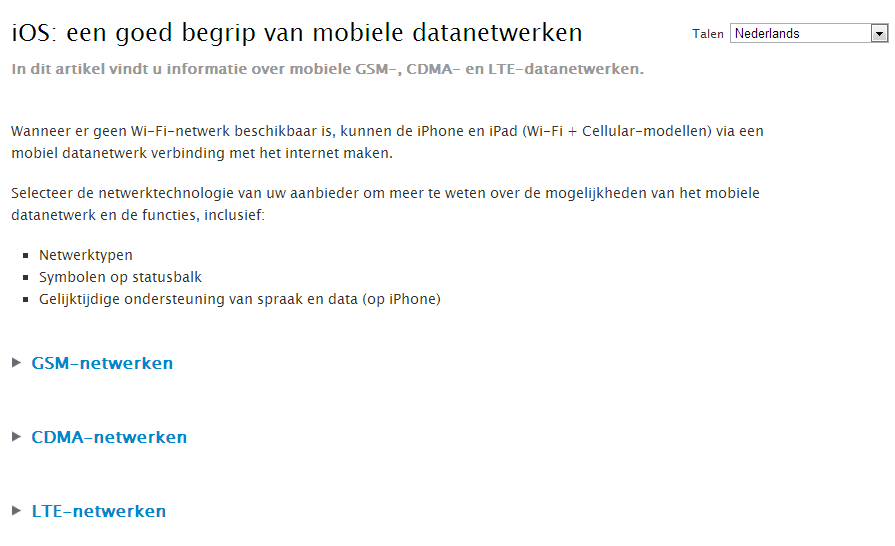 iOS: een goed begrip van mobiele datanetwerken
Talen Nederlands
In dit artikel vindt u informatie over mobiele GSM-, CDMA- en LTE-datanetwerken.
Wanneer er geen Wi-Fi-netwerk beschikbaar is, kunnen de iPhone en iPad (Wi-Fi + Cellular-modellen) via een
mobiel datanetwerk verbinding met het internet maken.
Selecteer de netwerktechnologie van uw aanbieder om meer te weten over de mogelijkheden van het mobiele
datanetwerk en de functies, inclusief:
Netwerktypen
Symbolen op statusbalk
Gelijktijdige ondersteuning van spraak en data (op iPhone)
GSM-netwerken
CDMA-netwerken
LTE-netwerken